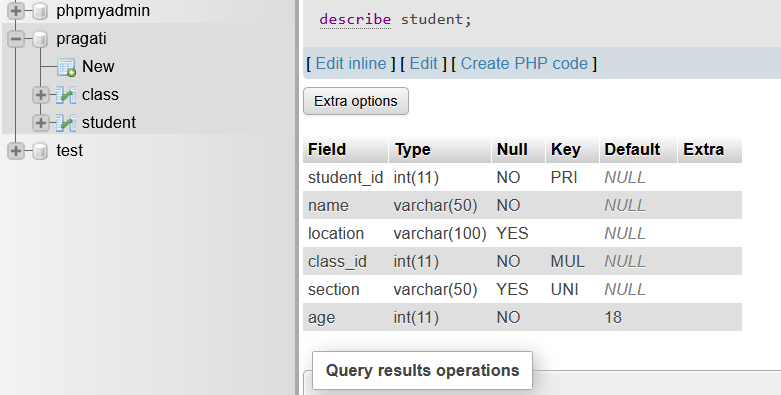 phpmyadmin
pragati
New
class
student
test
describe student;
[ Edit inline ] [ Edit ] [ Create PHP code ]
Extra options
Field Type Null Key Default Extra
student_id int(11) NO PRI NULL
name varchar(50) NO NULL
location varchar(100) YES NULL
class_id int(11) NO MUL NULL
section varchar(50) YES UNI NULL
age int(11) NO 18
Query results operations